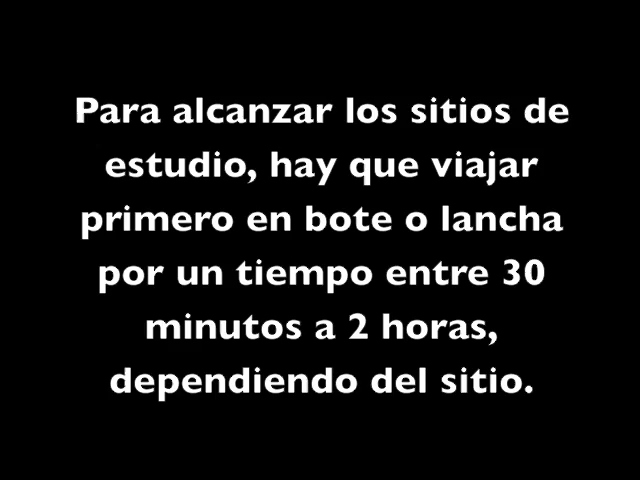 Para alcanzar los sitios de
estudio, hay que viajar
primero en bote o lancha
por un tiempo entre 30
minutos a 2 horas,
dependiendo del sitio.